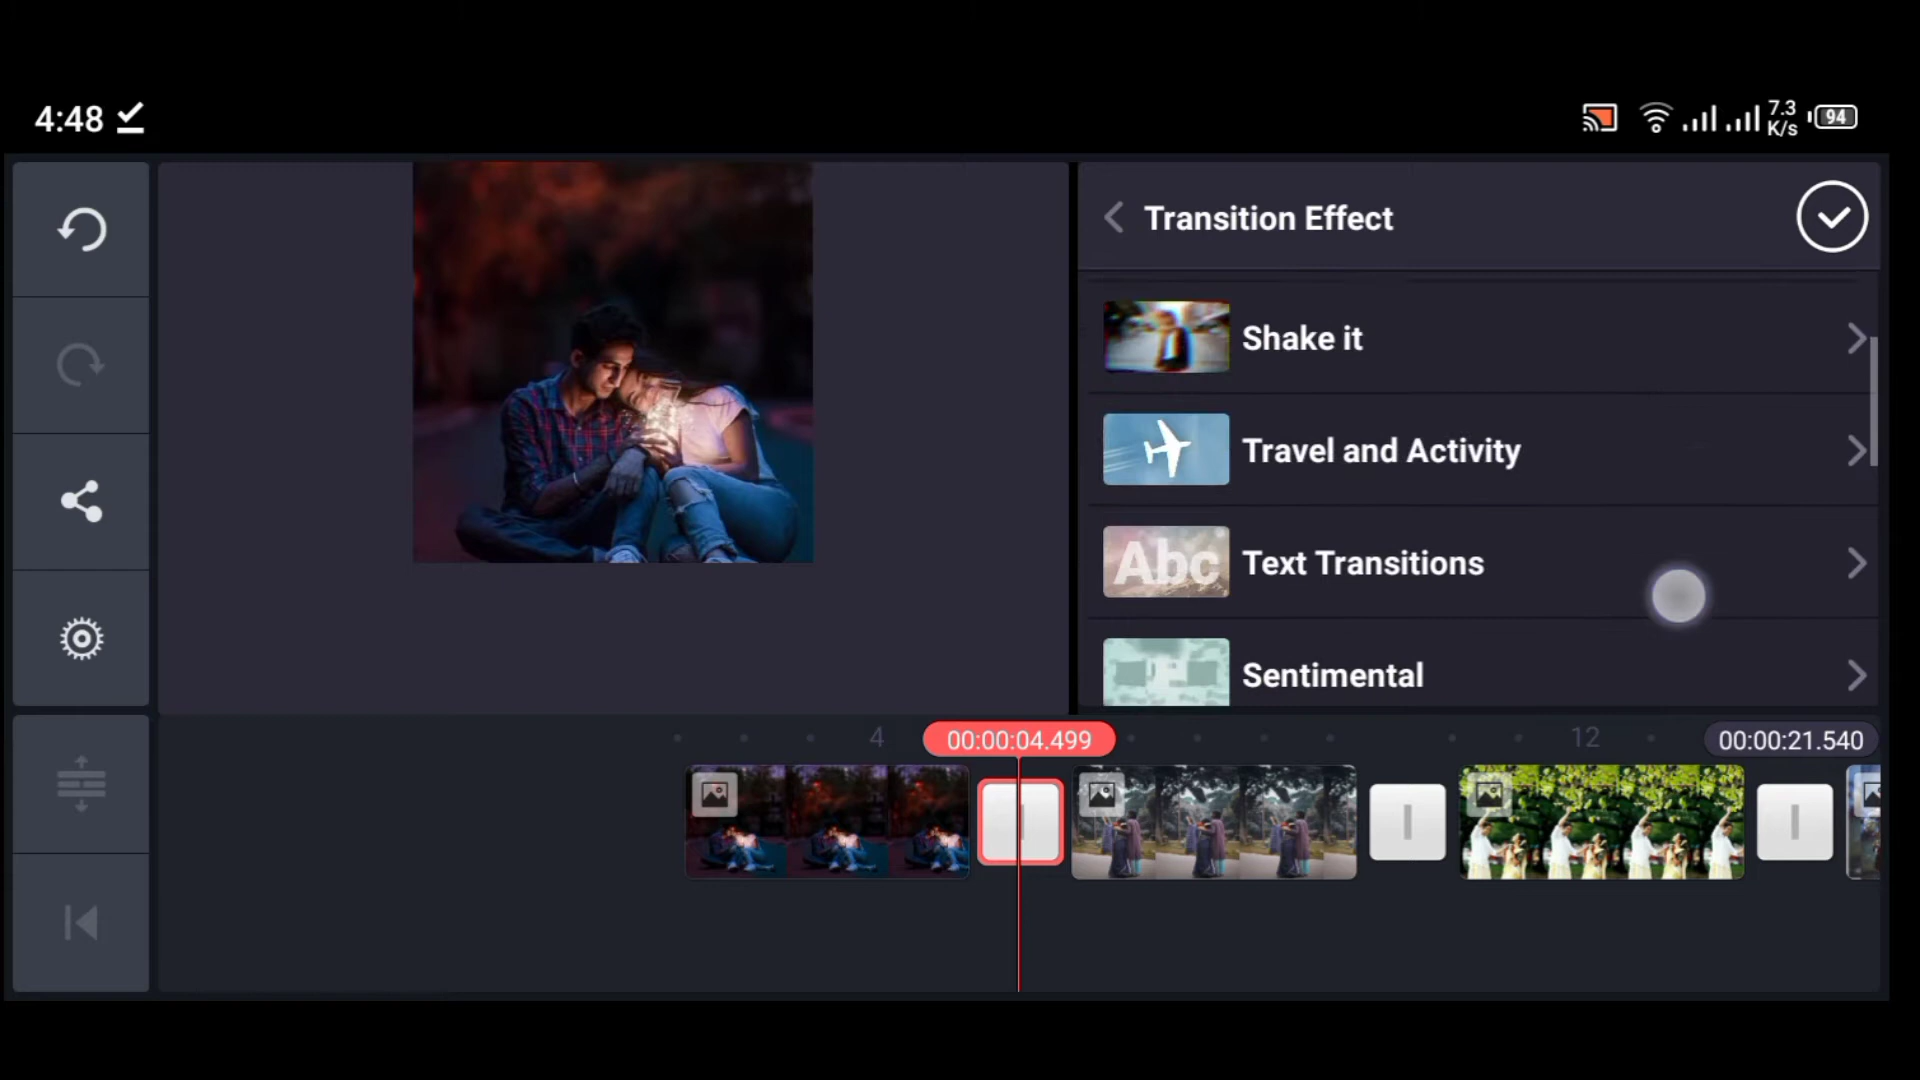 4:48
7.3
K/s
94
Transition Effect
Shake it
Travel and Activity
Abc
Text Transitions
Sentimental
4
00:00:04.499
12
00:00:21.540